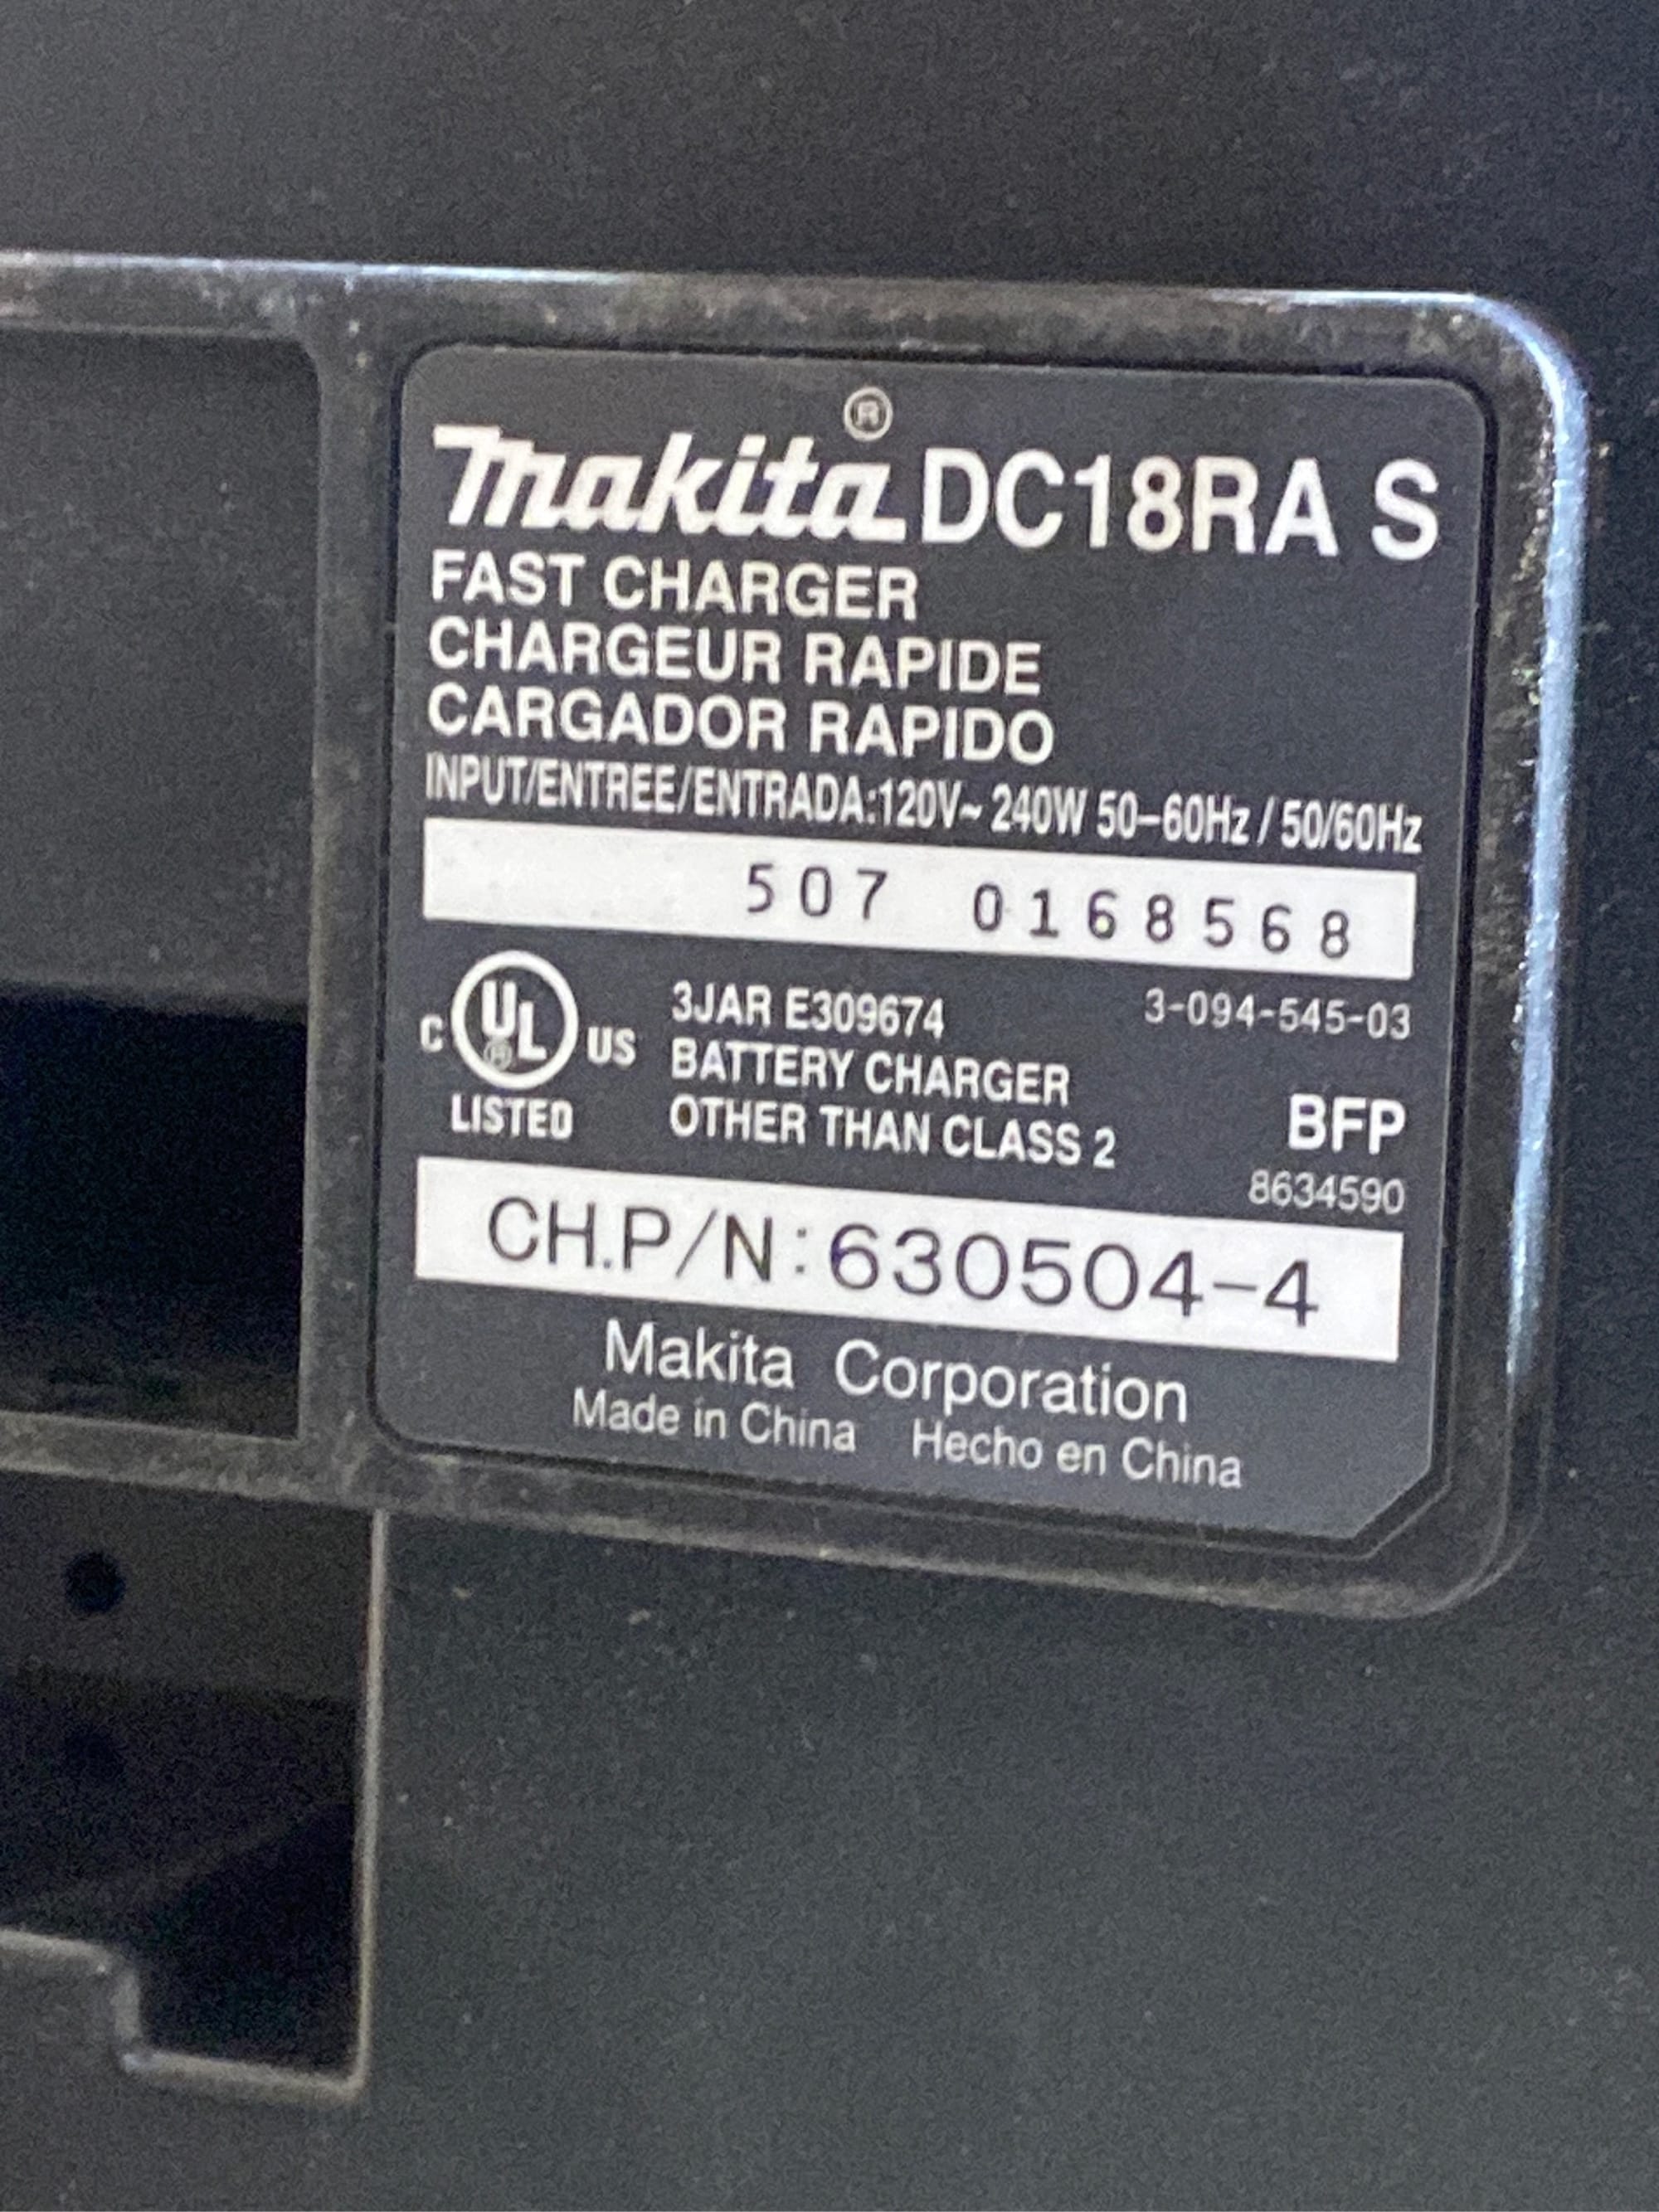 makita® DC18RA S
FAST CHARGER
CHARGEUR RAPIDE
CARGADOR RAPIDO
INPUT/ENTREE/ENTRADA:120V~ 240W 50–60Hz / 50/60Hz
507 0168568
C UL® US
LISTED
3JAR E309674
BATTERY CHARGER
OTHER THAN CLASS 2
3-094-545-03
BFP
8634590
CH.P/N:630504-4
Makita Corporation
Made in China Hecho en China